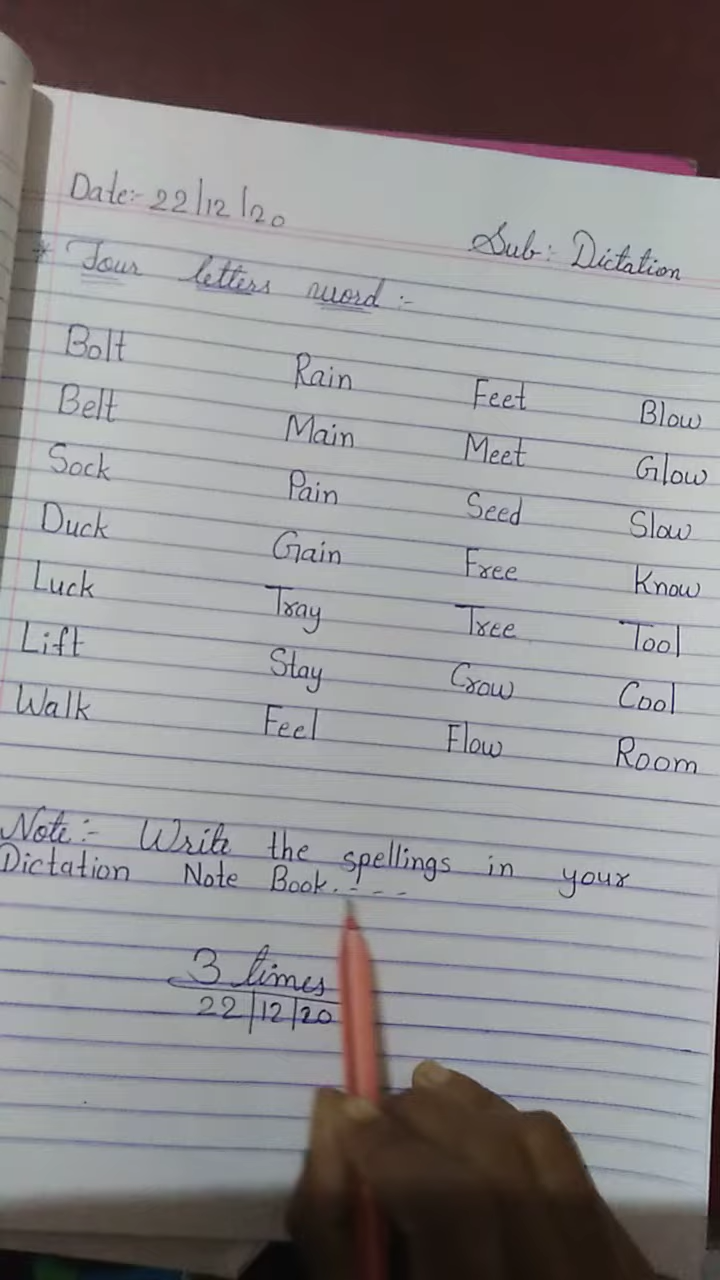 Date:- 22/12/20
Sub:- Dictation
* Four letters word :-
Bolt Rain Feet Blow
Belt Main Meet Glow
Sock Pain Seed Slow
Duck Gain Free Know
Luck Tray Tree Tool
Lift Stay Crow Cool
Walk Feel Flow Room
Note:- Write the spellings in your
Dictation Note Book.----
3 times
22|12|20